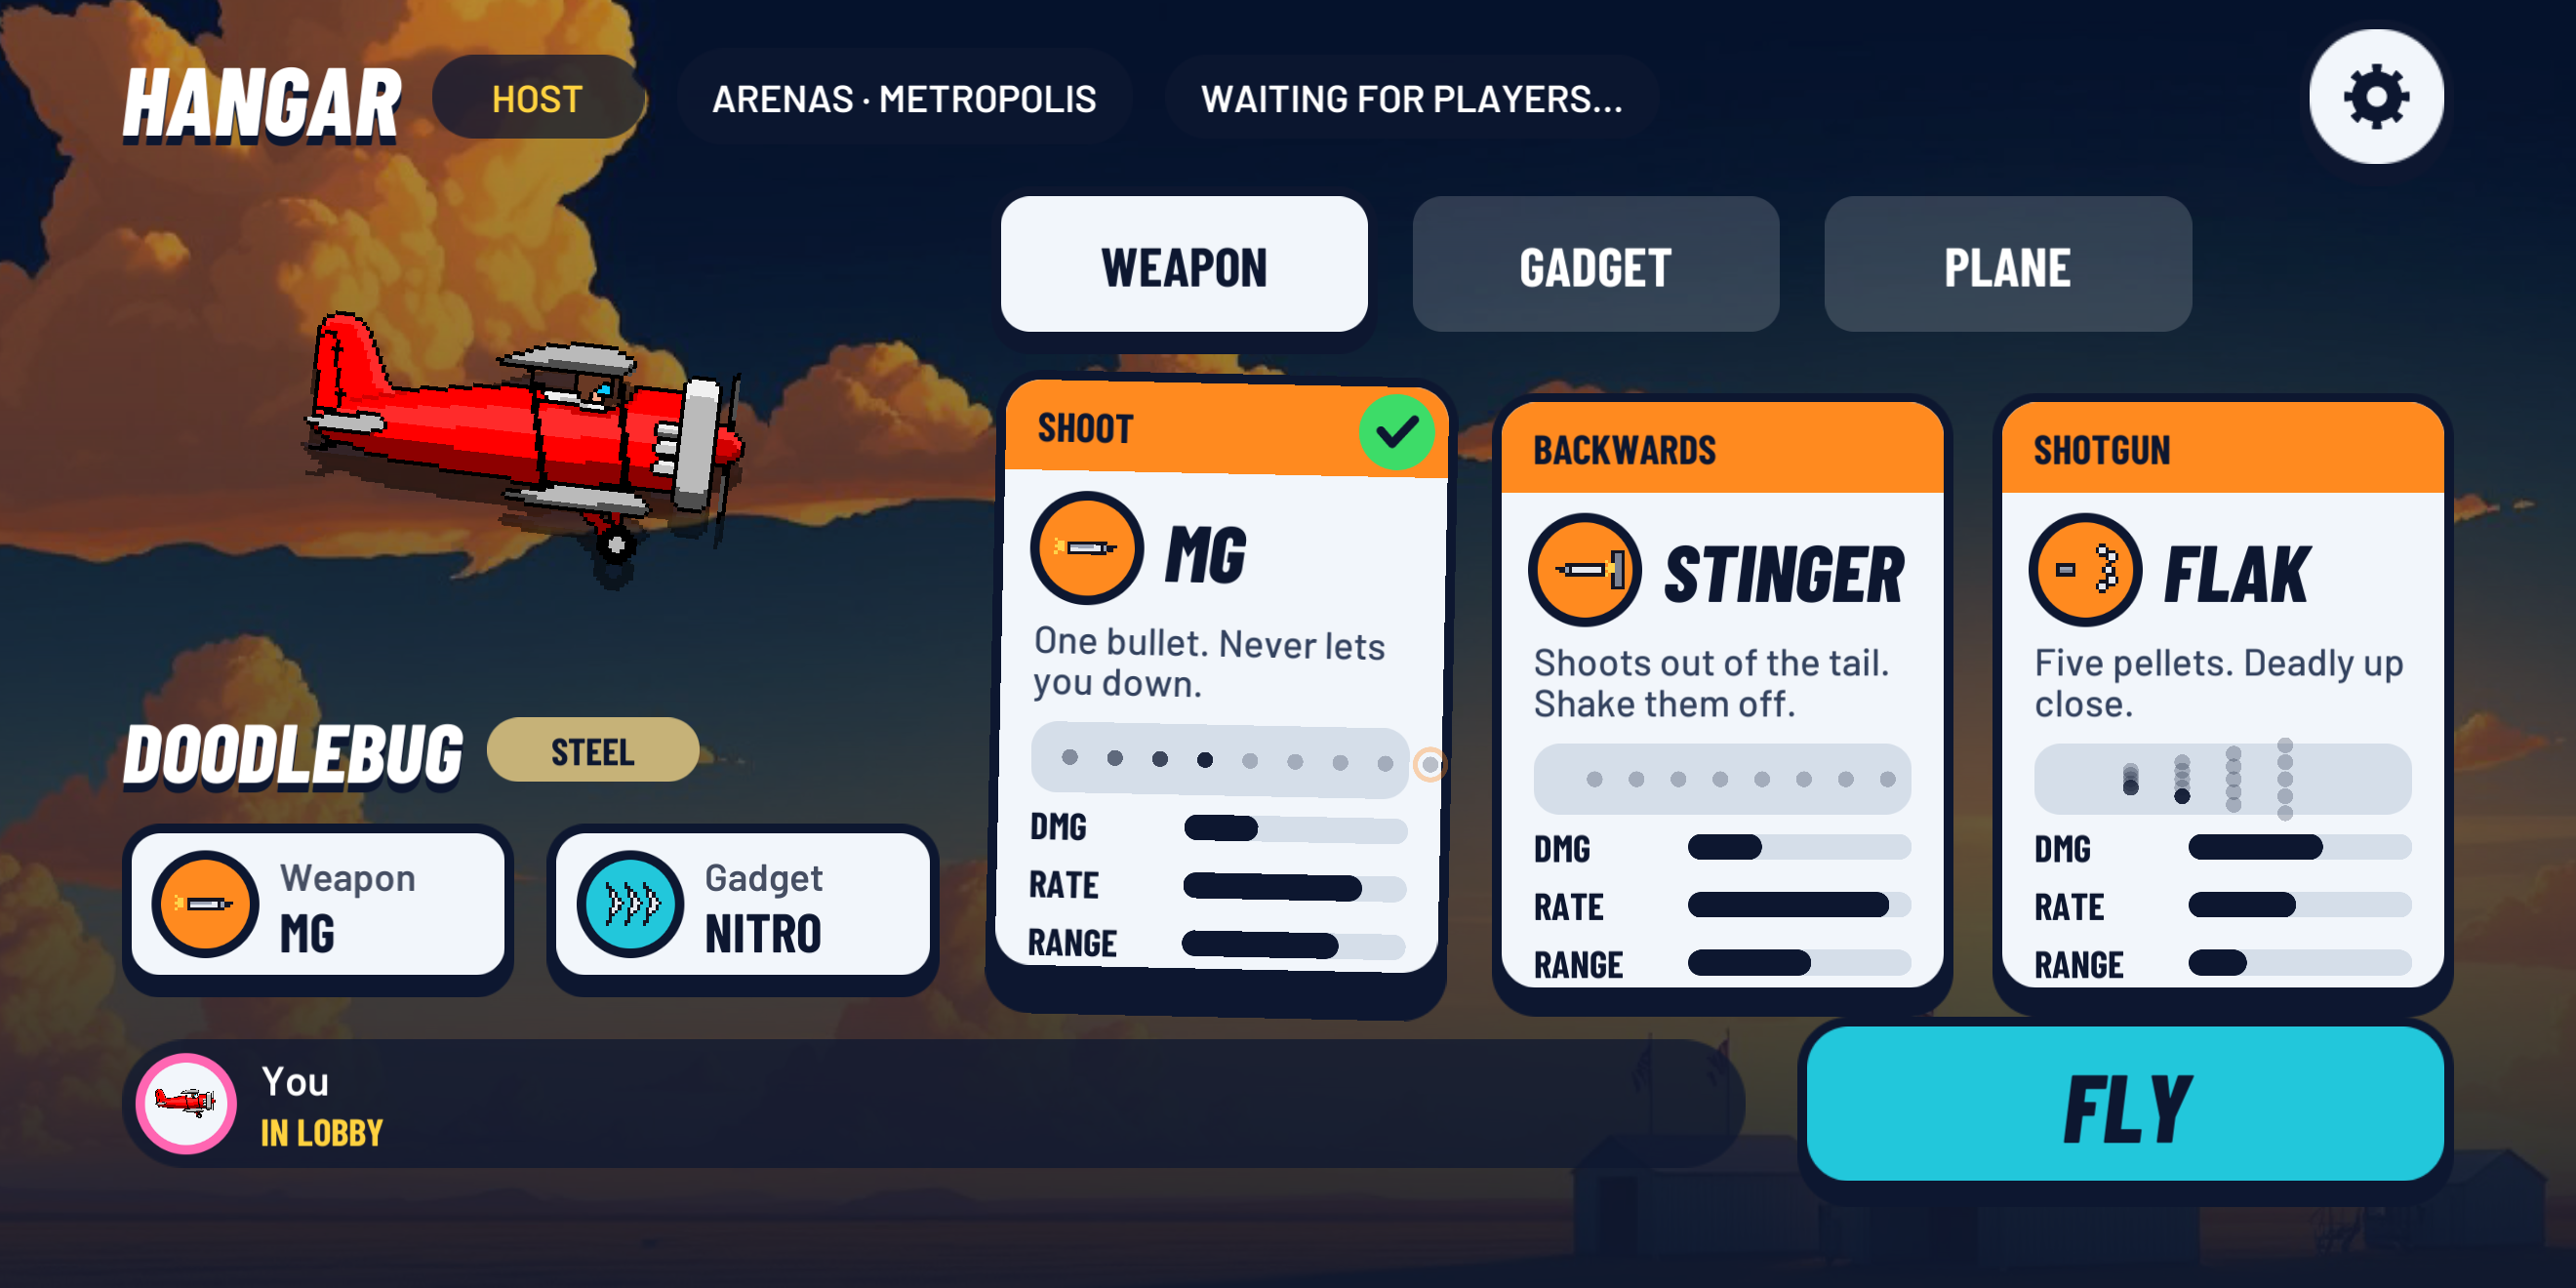 HANGAR
HOST
ARENAS · METROPOLIS
WAITING FOR PLAYERS...
WEAPON
GADGET
PLANE
SHOOT
MG
One bullet. Never lets
you down.
DMG
RATE
RANGE
BACKWARDS
STINGER
Shoots out of the tail.
Shake them off.
DMG
RATE
RANGE
SHOTGUN
FLAK
Five pellets. Deadly up
close.
DMG
RATE
RANGE
DOODLEBUG
STEEL
Weapon
MG
Gadget
NITRO
You
IN LOBBY
FLY